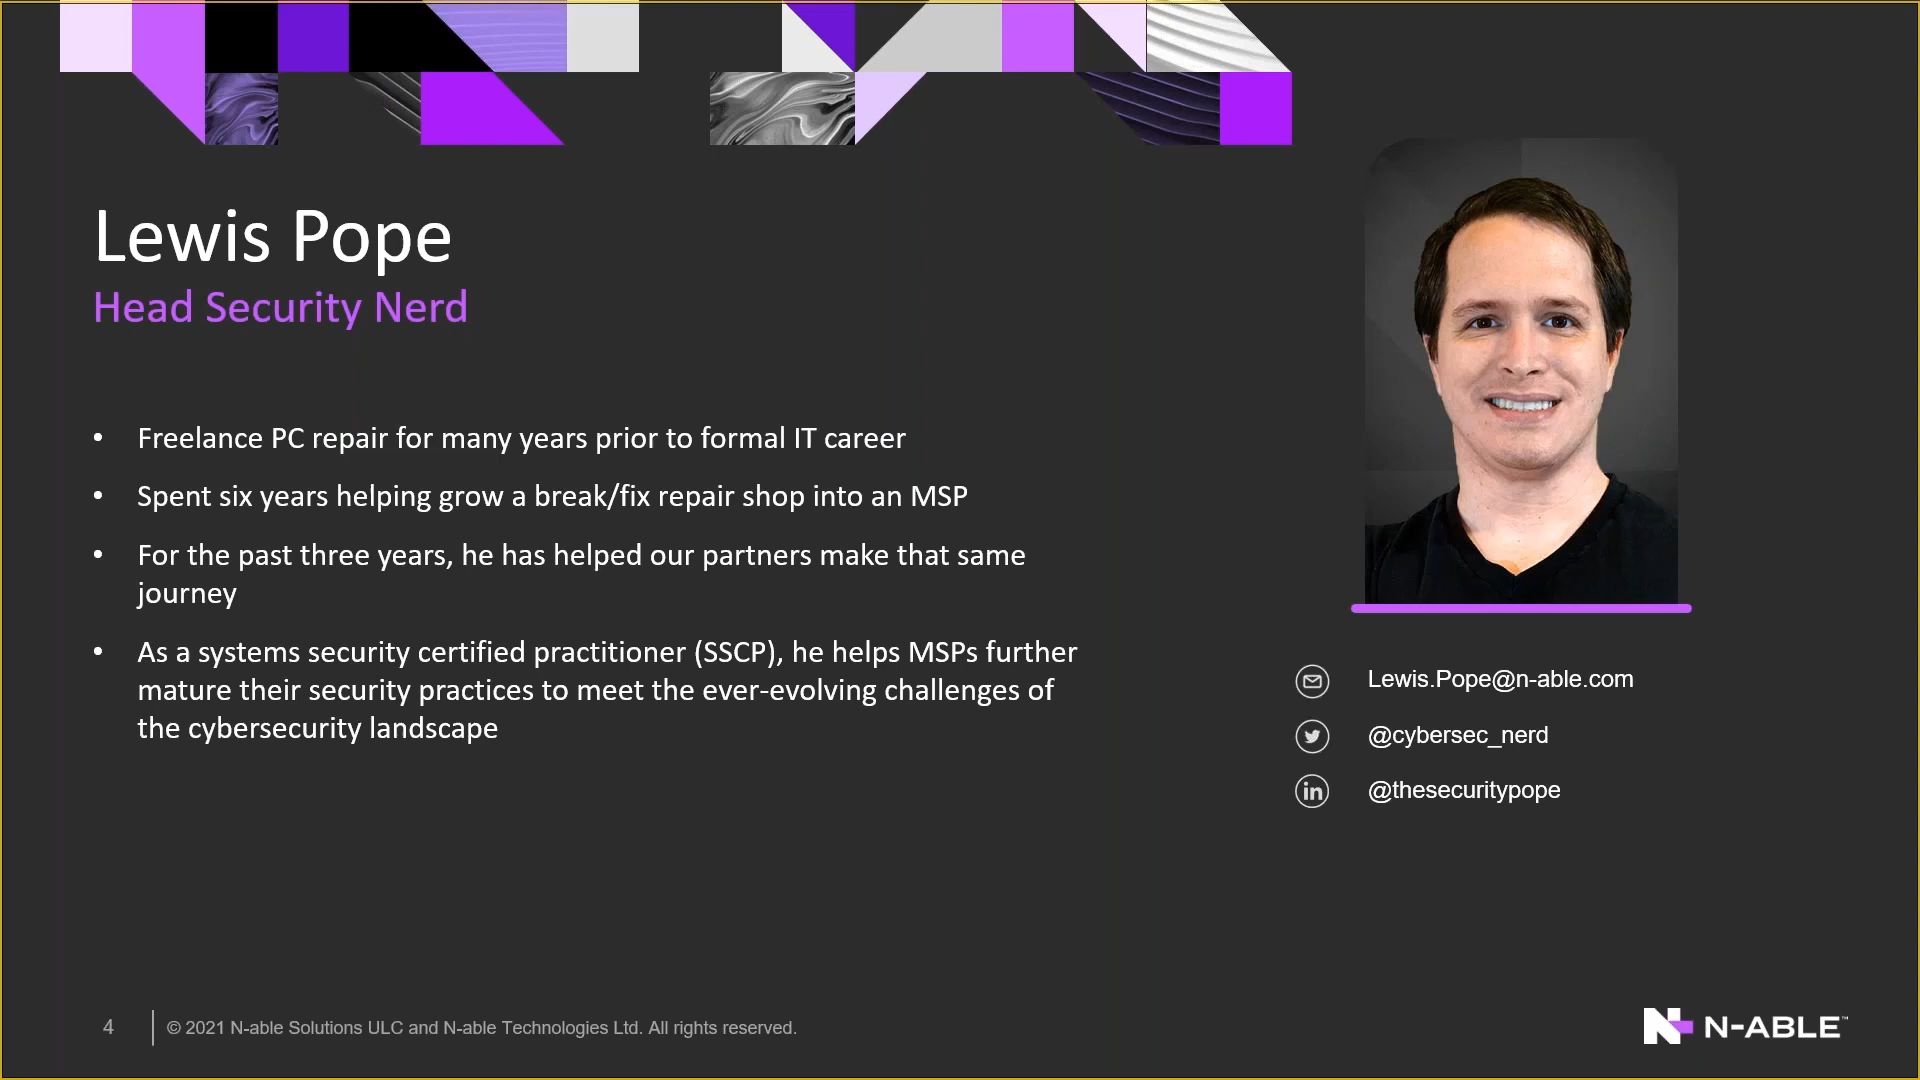 Lewis Pope
Head Security Nerd
• Freelance PC repair for many years prior to formal IT career
• Spent six years helping grow a break/fix repair shop into an MSP
• For the past three years, he has helped our partners make that same
journey
• As a systems security certified practitioner (SSCP), he helps MSPs further
mature their security practices to meet the ever-evolving challenges of
the cybersecurity landscape
Lewis.Pope@n-able.com
@cybersec_nerd
in @thesecuritypope
4 © 2021 N-able Solutions ULC and N-able Technologies Ltd. All rights reserved.
N-ABLE™